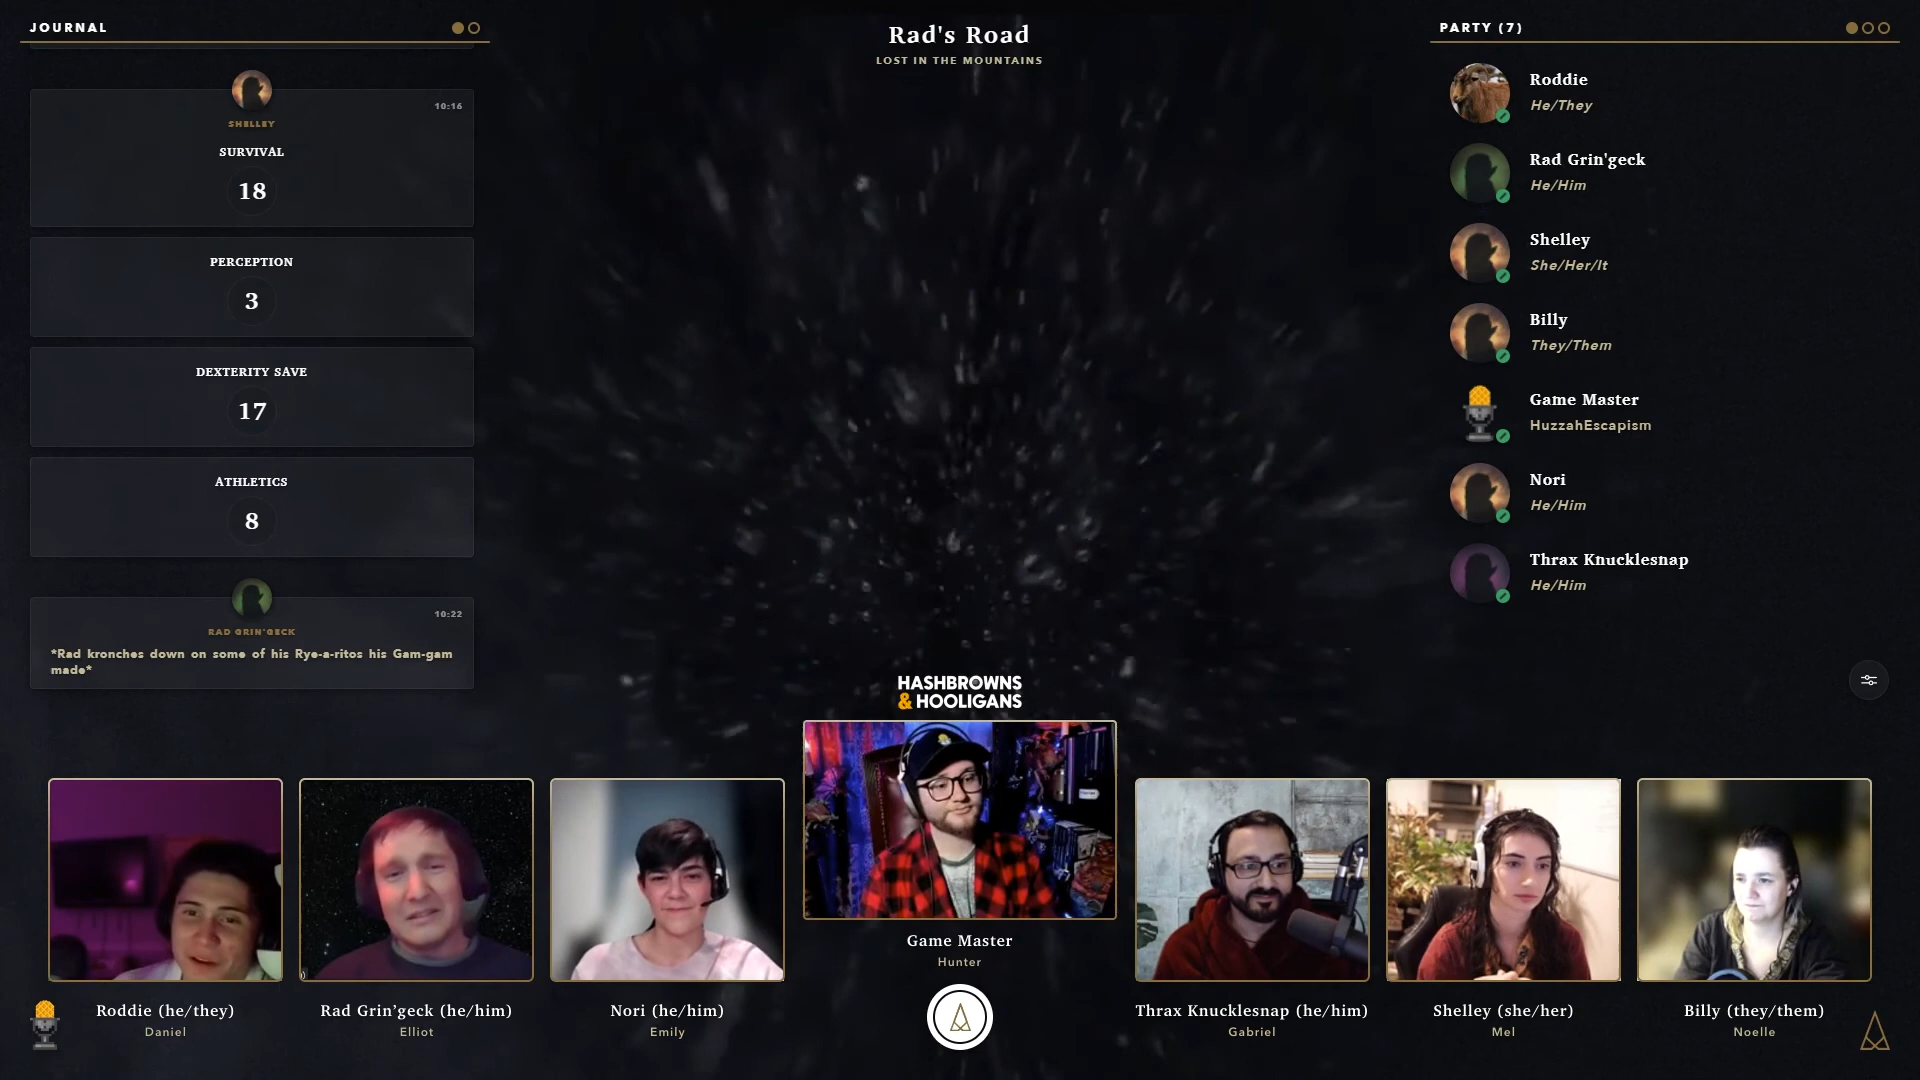 JOURNAL
SHELLEY
10:16
SURVIVAL
18
PERCEPTION
3
DEXTERITY SAVE
17
ATHLETICS
8
RAD GRIN'GECK
10:22
*Rad kronches down on some of his Rye-a-ritos his Gam-gam
made*
Rad's Road
LOST IN THE MOUNTAINS
PARTY (7)
Roddie
He/They
Rad Grin'geck
He/Him
Shelley
She/Her/It
Billy
They/Them
Game Master
HuzzahEscapism
Nori
He/Him
Thrax Knucklesnap
He/Him
HASHBROWNS
& HOOLIGANS
Roddie (he/they)
Daniel
Rad Grin’geck (he/him)
Elliot
Nori (he/him)
Emily
Game Master
Hunter
Thrax Knucklesnap (he/him)
Gabriel
Shelley (she/her)
Mel
Billy (they/them)
Noelle